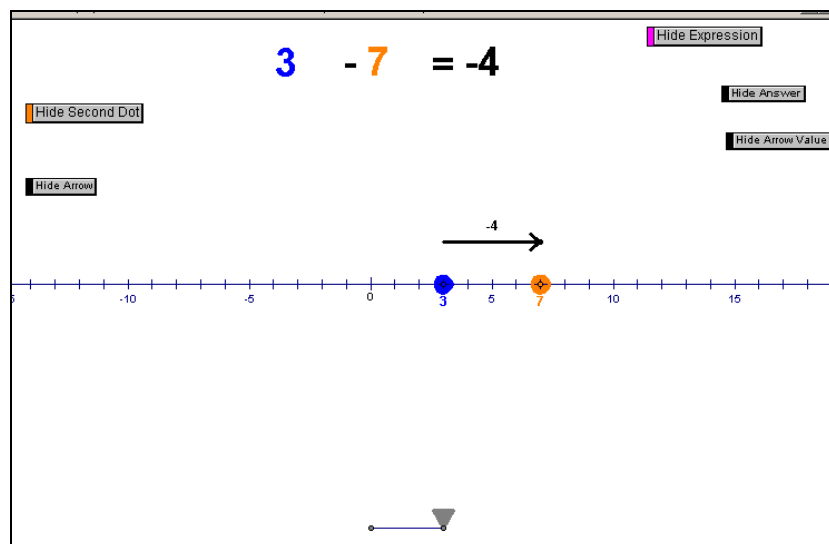 Hide Expression
3 - 7 = -4
Hide Answer
Hide Second Dot
Hide Arrow Value
Hide Arrow
-4
-10 -5 0 3 5 7 10 15